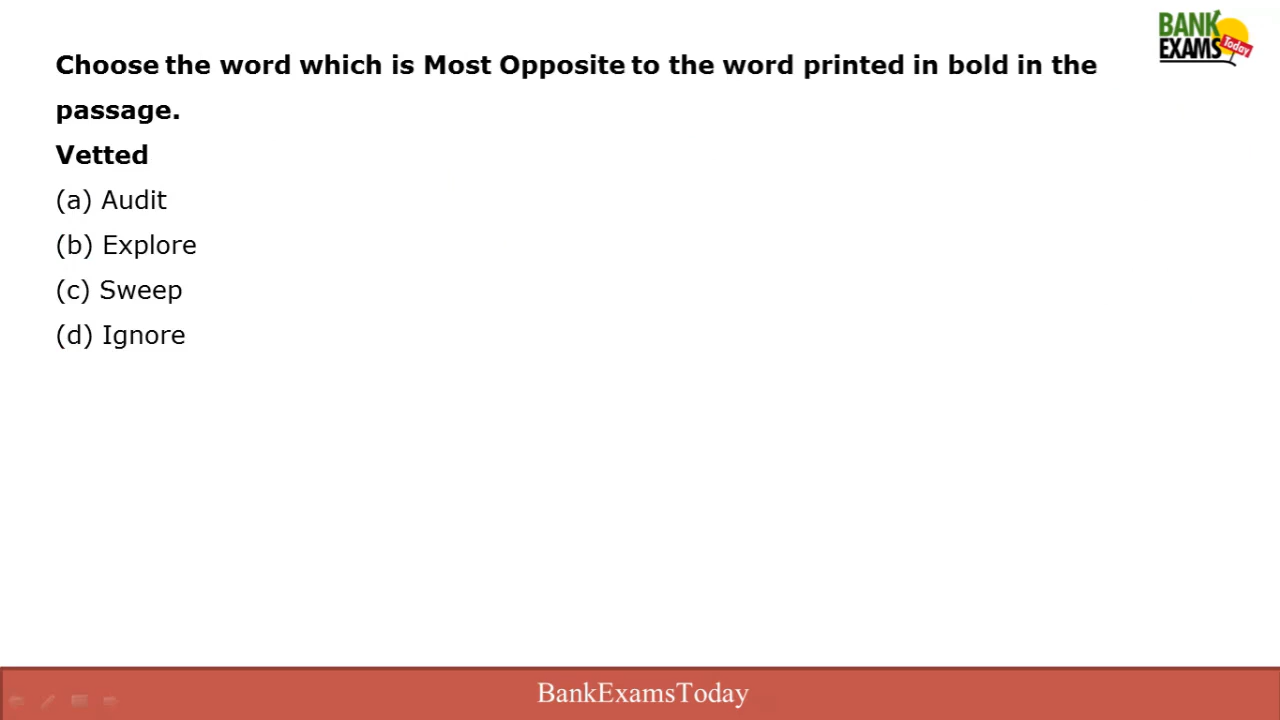 BANK
EXAMS Today
Choose the word which is Most Opposite to the word printed in bold in the
passage.
Vetted
(a) Audit
(b) Explore
(c) Sweep
(d) Ignore
BankExamsToday